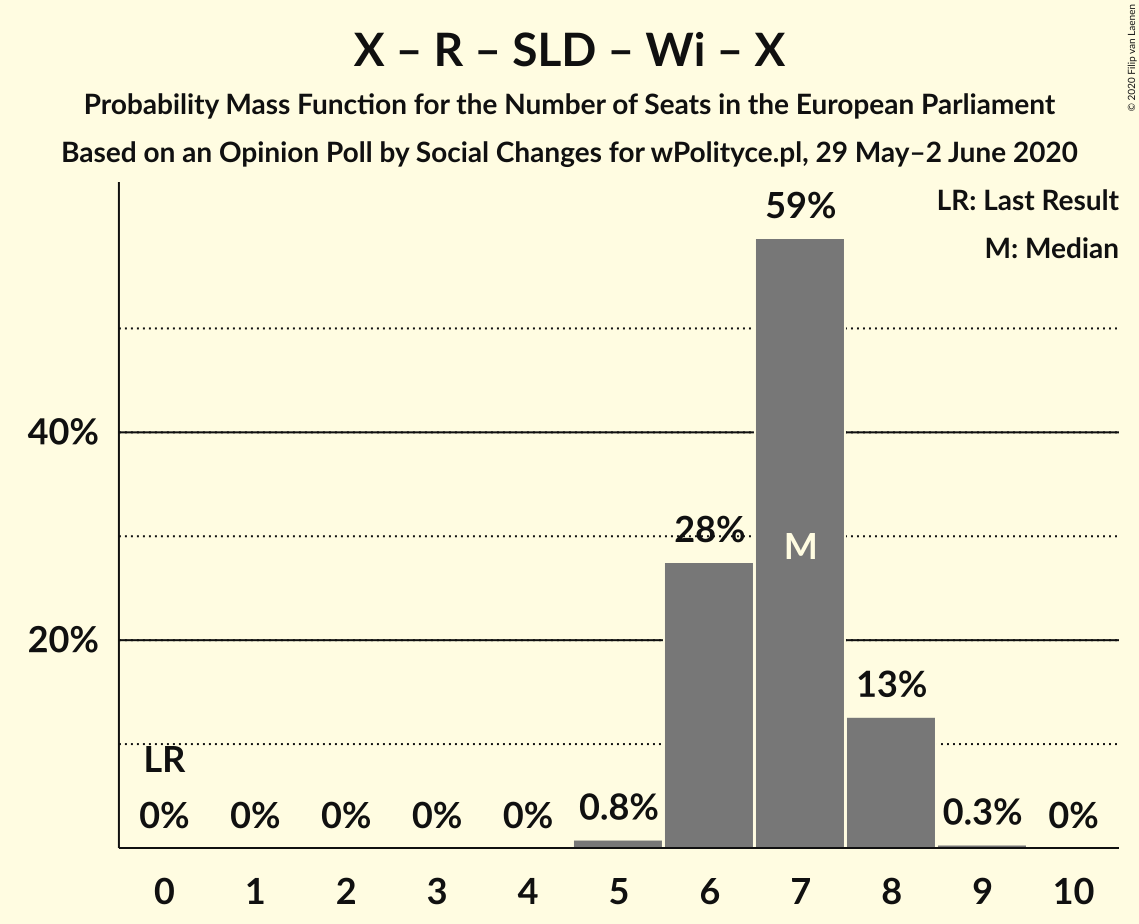 X – R – SLD – Wi – X
Probability Mass Function for the Number of Seats in the European Parliament
Based on an Opinion Poll by Social Changes for wPolityce.pl, 29 May–2 June 2020
© 2020 Filip van Laenen
LR: Last Result
M: Median
59%
40%
28%
M
20%
13%
LR
0% 0% 0% 0% 0% 0.8% 0.3% 0%
0 1 2 3 4 5 6 7 8 9 10